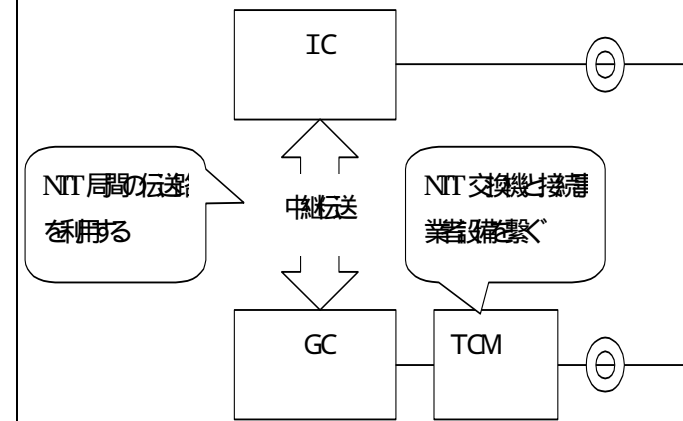 IC
NTT 局間の伝送路
を利用する
中継伝送
NTT 交換機と接続事
業者設備を繋ぐ
GC
TCM